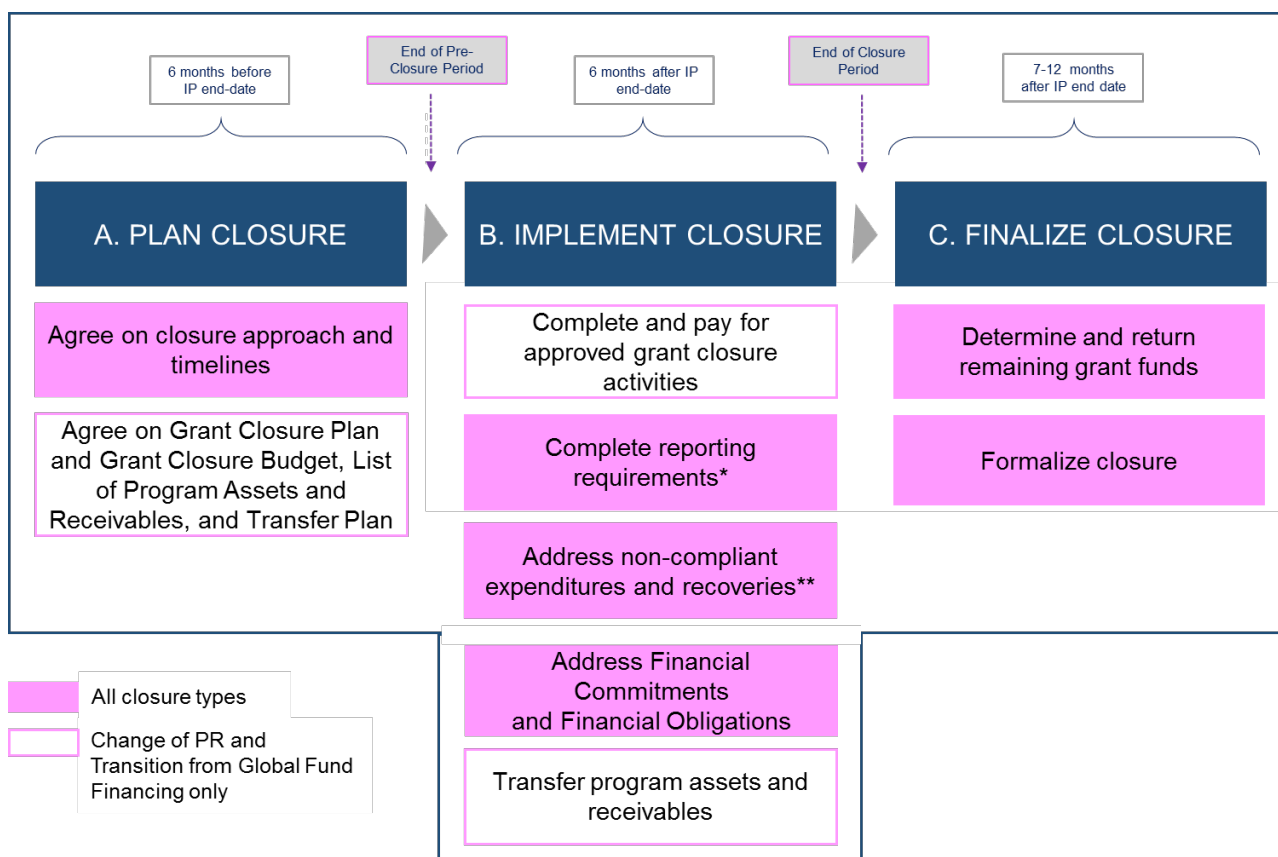 6 months before
IP end-date
End of Pre-
Closure Period
6 months after IP
end-date
End of Closure
Period
7-12 months
after IP end date
A. PLAN CLOSURE
B. IMPLEMENT CLOSURE
C. FINALIZE CLOSURE
Agree on closure approach and
timelines
Agree on Grant Closure Plan
and Grant Closure Budget, List
of Program Assets and
Receivables, and Transfer Plan
Complete and pay for
approved grant closure
activities
Complete reporting
requirements*
Address non-compliant
expenditures and recoveries**
Address Financial
Commitments
and Financial Obligations
Transfer program assets and
receivables
Determine and return
remaining grant funds
Formalize closure
All closure types
Change of PR and
Transition from Global Fund
Financing only